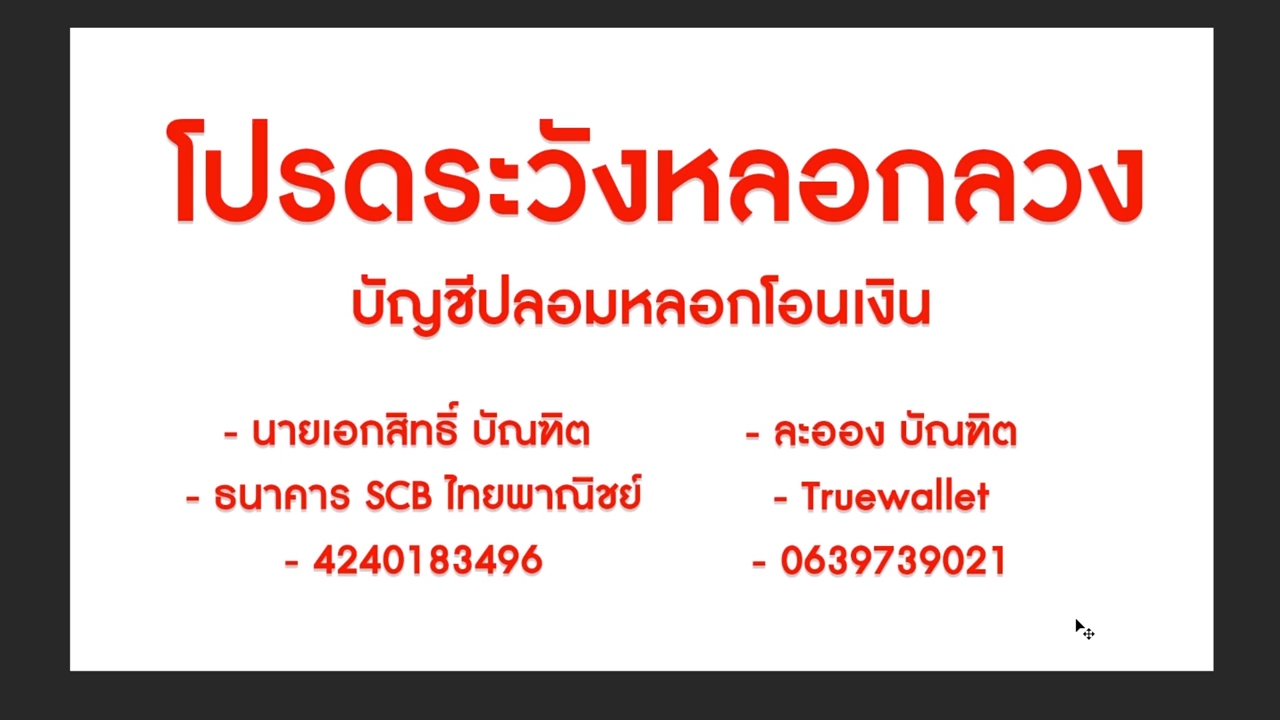 โปรดระวังหลอกลวง
บัญชีปลอมหลอกโอนเงิน
- นายเอกสิทธิ์ บัณฑิต
- ธนาคาร SCB ไทยพาณิชย์
- 4240183496
- ละออง บัณฑิต
- Truewallet
- 0639739021